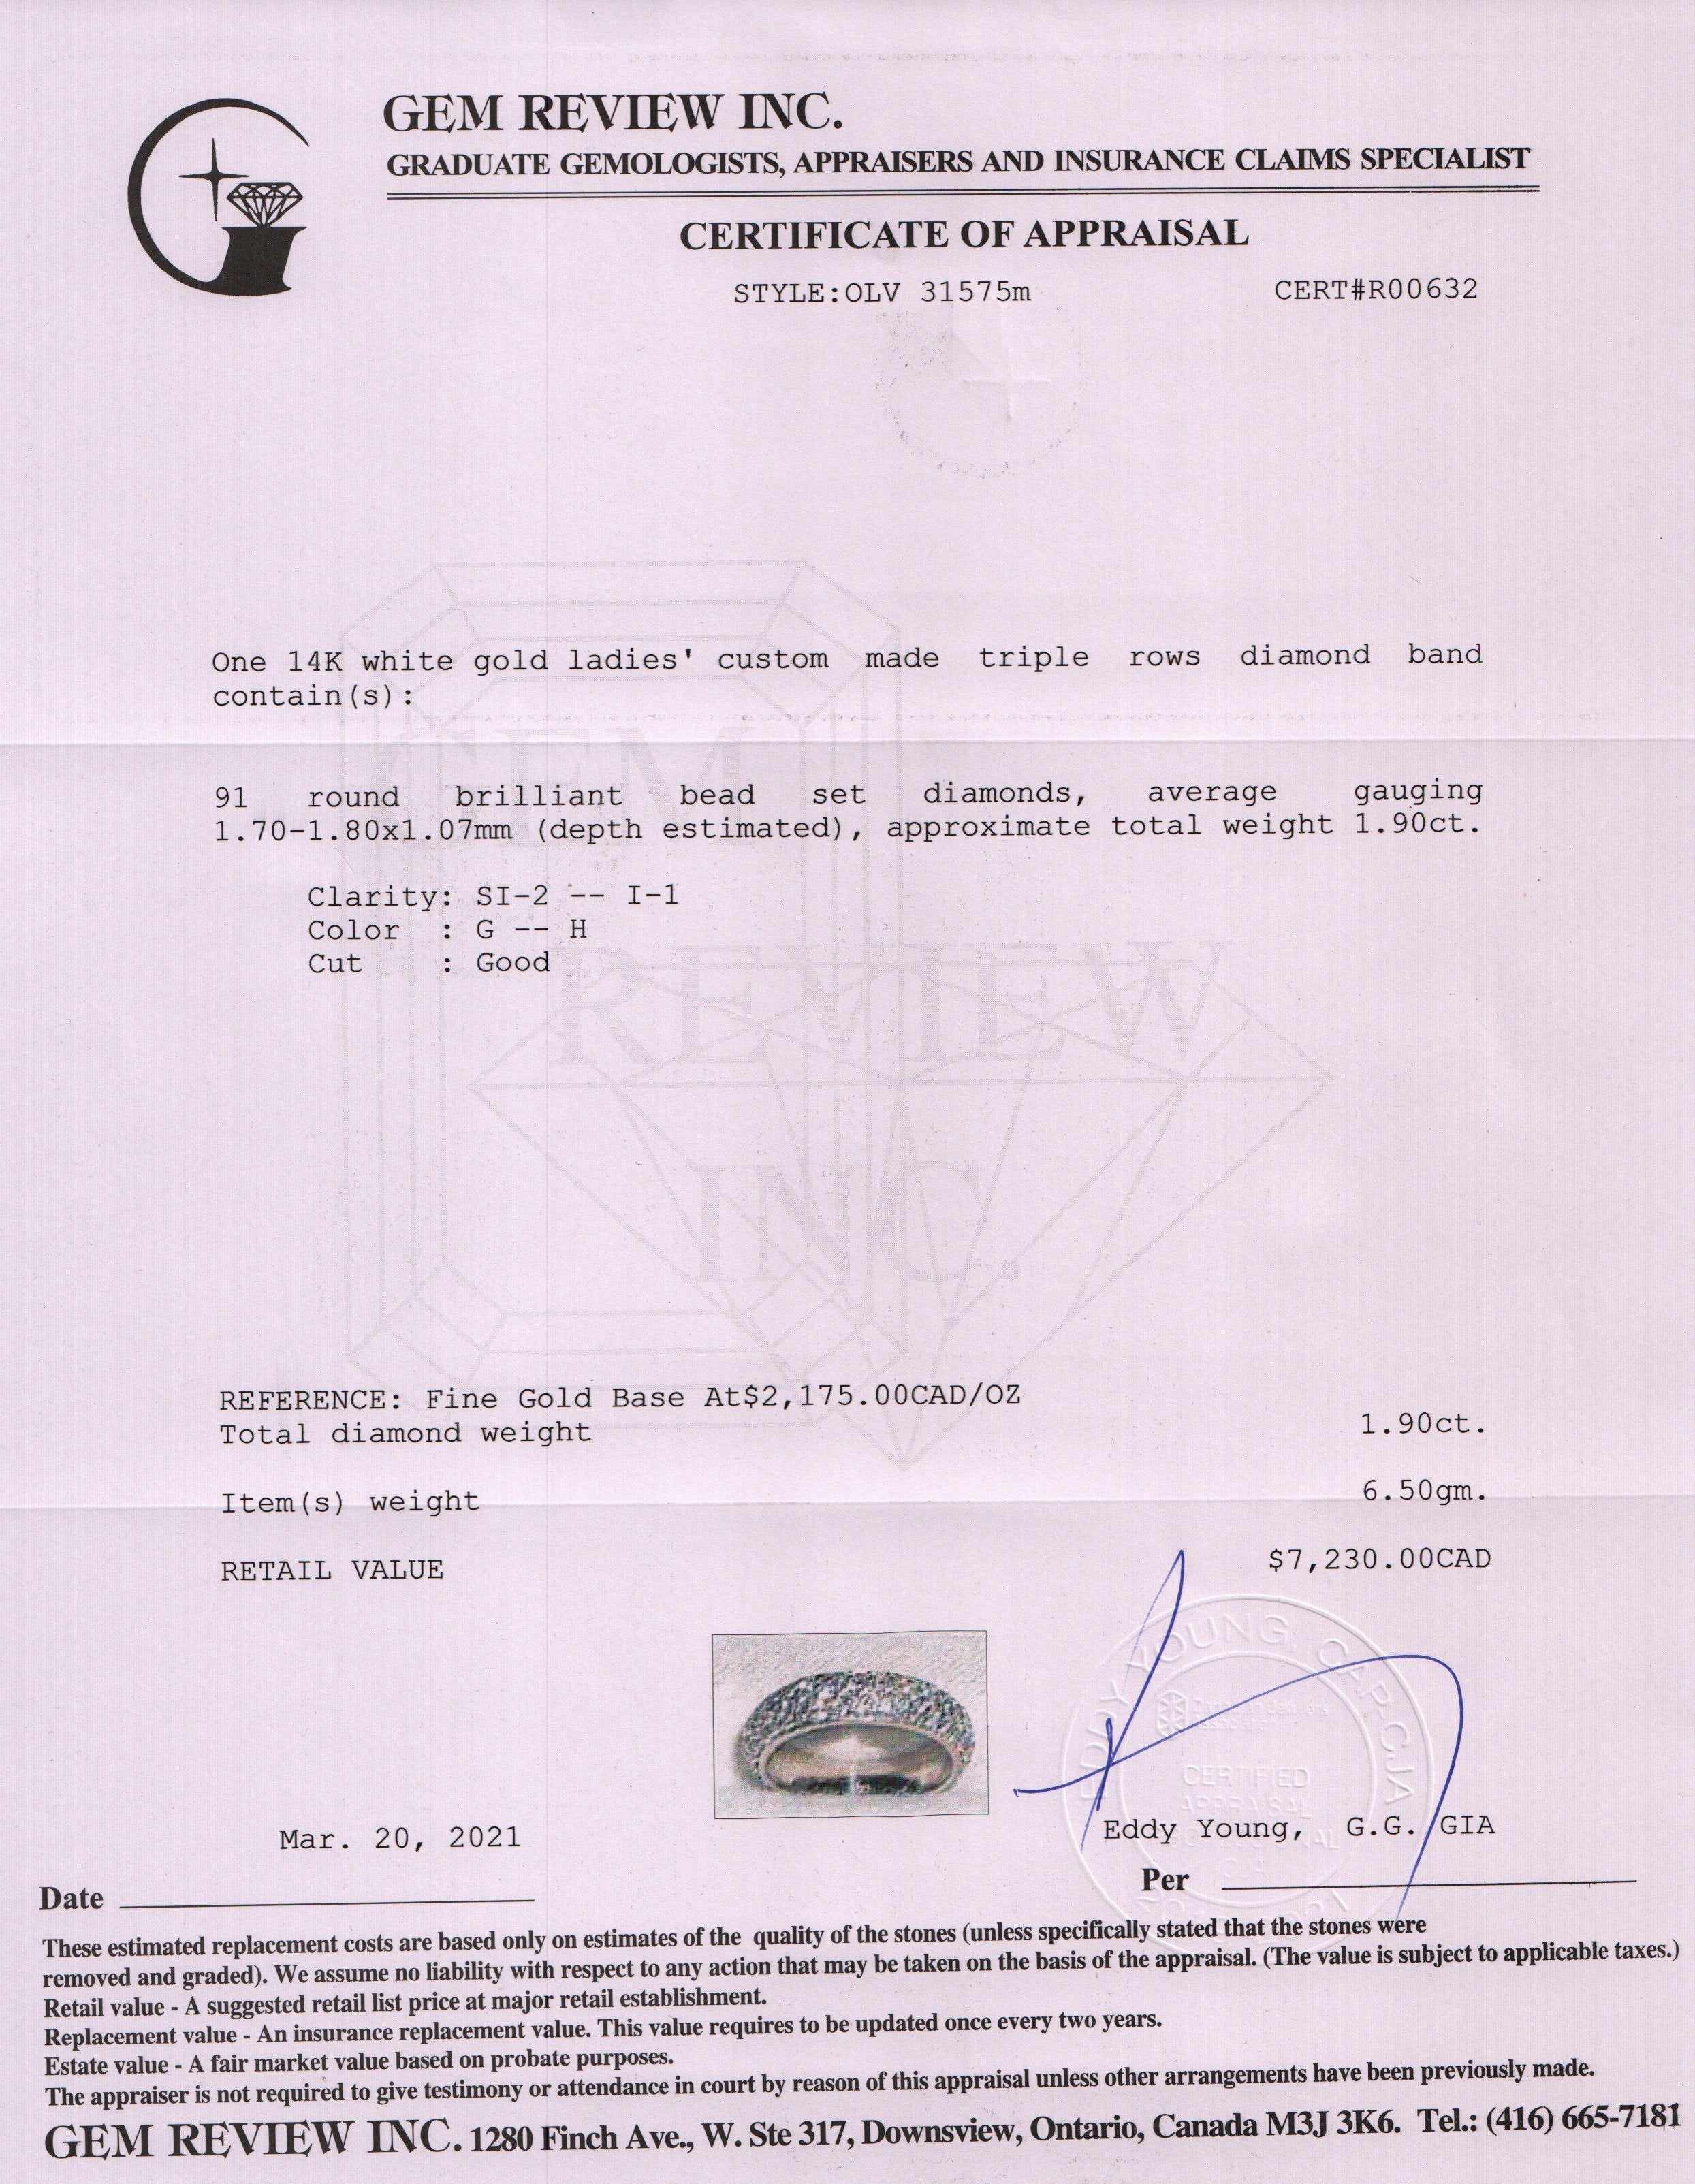 GEM REVIEW INC.
GRADUATE GEMOLOGISTS, APPRAISERS AND INSURANCE CLAIMS SPECIALIST
CERTIFICATE OF APPRAISAL
STYLE:OLV 31575m CERT#R00632
One 14K white gold ladies' custom made triple rows diamond band
contain(s):
91 round brilliant bead set diamonds, average gauging
1.70-1.80x1.07mm (depth estimated), approximate total weight 1.90ct.
Clarity: SI-2 -- I-1
Color : G -- H
Cut : Good
GEM
REVIEW
INC.
REFERENCE: Fine Gold Base At$2,175.00CAD/OZ
Total diamond weight 1.90ct.
Item(s) weight 6.50gm.
RETAIL VALUE $7,230.00CAD
EDDY YOUNG, CAP-CJA
CERTIFIED
APPRAISAL
Mar. 20, 2021
Eddy Young, G.G. GIA
Date
Per
These estimated replacement costs are based only on estimates of the quality of the stones (unless specifically stated that the stones were
removed and graded). We assume no liability with respect to any action that may be taken on the basis of the appraisal. (The value is subject to applicable taxes.)
Retail value - A suggested retail list price at major retail establishment.
Replacement value - An insurance replacement value. This value requires to be updated once every two years.
Estate value - A fair market value based on probate purposes.
The appraiser is not required to give testimony or attendance in court by reason of this appraisal unless other arrangements have been previously made.
GEM REVIEW INC. 1280 Finch Ave., W. Ste 317, Downsview, Ontario, Canada M3J 3K6. Tel.: (416) 665-7181